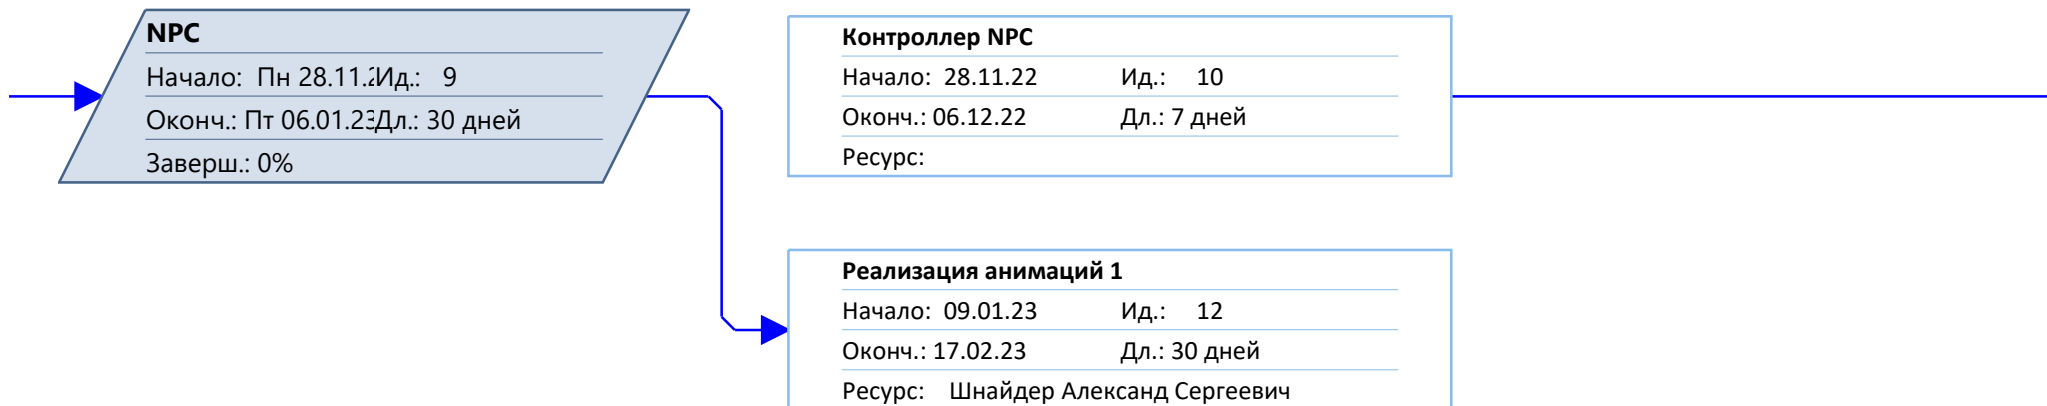 NPC
Начало: Пн 28.11.2 Ид.: 9
Оконч.: Пт 06.01.23 Дл.: 30 дней
Заверш.: 0%
Контроллер NPC
Начало: 28.11.22 Ид.: 10
Оконч.: 06.12.22 Дл.: 7 дней
Ресурс:
Реализация анимаций 1
Начало: 09.01.23 Ид.: 12
Оконч.: 17.02.23 Дл.: 30 дней
Ресурс: Шнайдер Александ Сергеевич